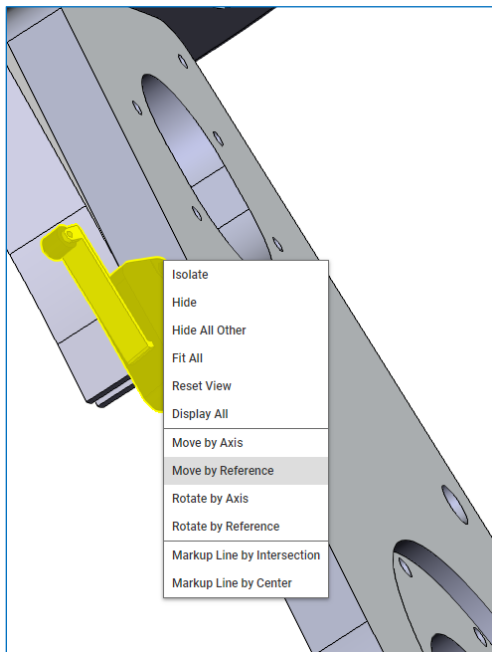 Isolate
Hide
Hide All Other
Fit All
Reset View
Display All
Move by Axis
Move by Reference
Rotate by Axis
Rotate by Reference
Markup Line by Intersection
Markup Line by Center